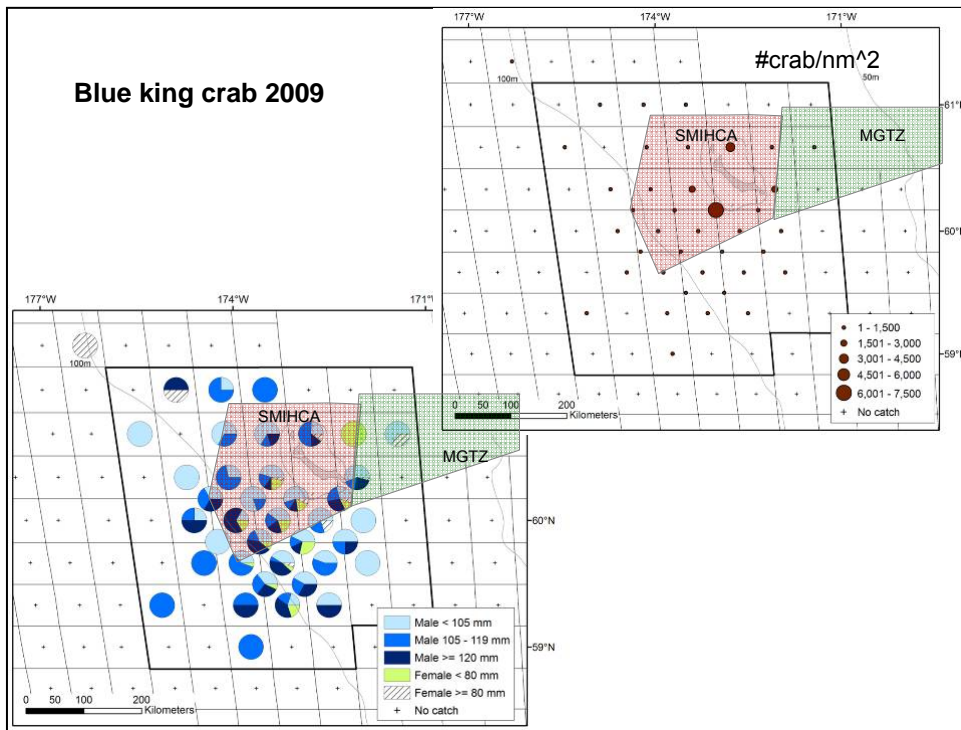 177°W 174°W 171°W
#crab/nm^2
100m 50m
Blue king crab 2009
61°N
SMIHCA MGTZ
60°N
1 - 1,500
1,501 - 3,000
3,001 - 4,500
4,501 - 6,000
6,001 - 7,500
No catch
59°N
0 50 100 200
Kilometers
177°W 174°W 171°W
100m
SMIHCA
MGTZ
60°N
Male < 105 mm
Male 105 - 119 mm
Male >= 120 mm
Female < 80 mm
Female >= 80 mm
No catch
59°N
0 50 100 200
Kilometers